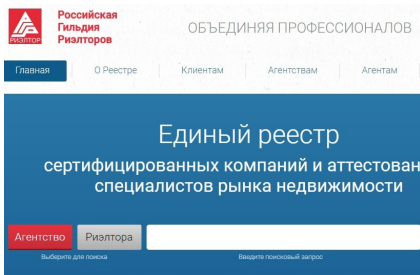 РИЭЛТОР
Российская
Гильдия
Риэлторов
ОБЪЕДИНЯЯ ПРОФЕССИОНАЛОВ
Главная О Реестре Клиентам Агентствам Агентам
Единый реестр
сертифицированных компаний и аттестован
специалистов рынка недвижимости
Агентство Риэлтора
Выберите для поиска Введите поисковый запрос